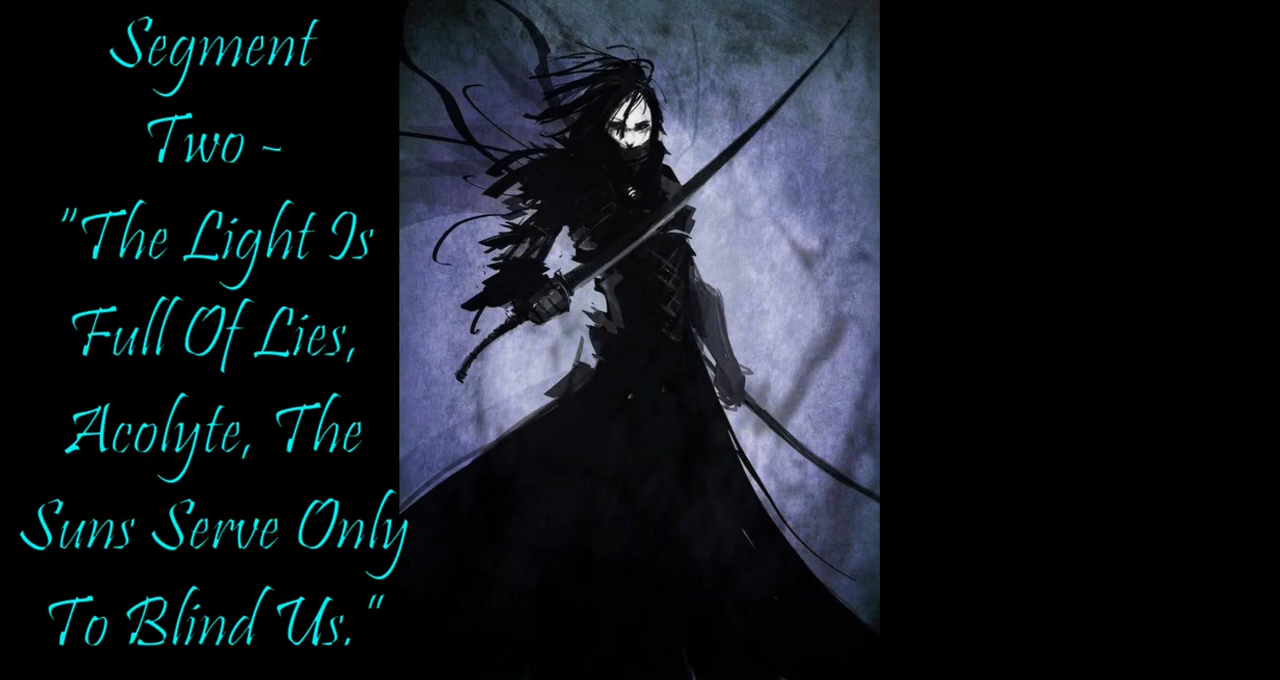 Segment
Two -
"The Light Is
Full Of Lies,
Acolyte, The
Suns Serve Only
To Blind Us."